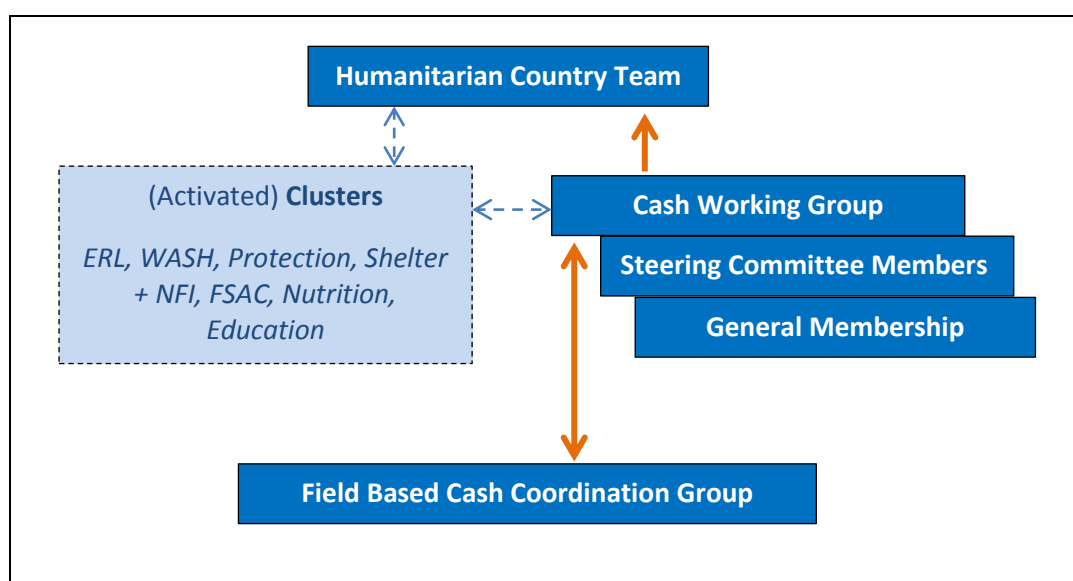 Humanitarian Country Team
(Activated) Clusters
ERL, WASH, Protection, Shelter
+ NFI, FSAC, Nutrition,
Education
Cash Working Group
Steering Committee Members
General Membership
Field Based Cash Coordination Group